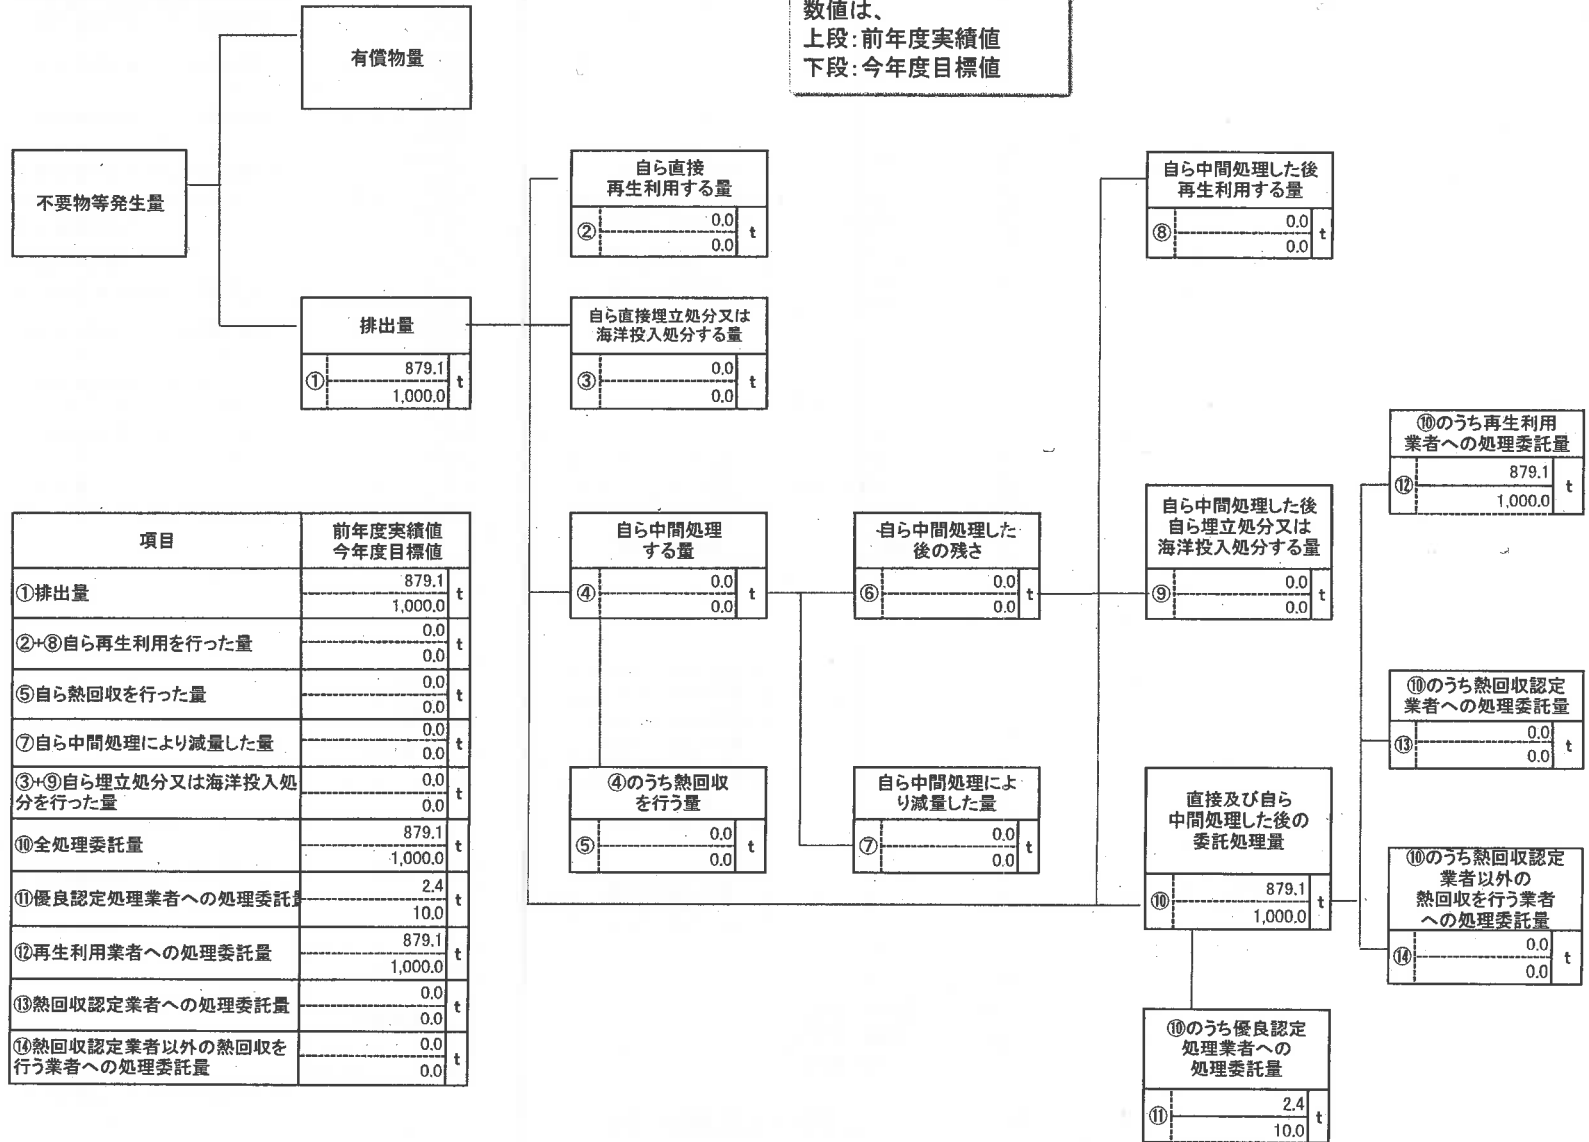 数値は、
上段：前年度実績値
下段：今年度目標値
有償物量
不要物等発生量
排出量
① 879.1 t
1,000.0
自ら直接
再生利用する量
② 0.0 t
0.0
自ら直接埋立処分又は
海洋投入処分する量
③ 0.0 t
0.0
自ら中間処理した後
再生利用する量
⑧ 0.0 t
0.0
自ら中間処理
する量
④ 0.0 t
0.0
自ら中間処理した
後の残さ
⑥ 0.0 t
0.0
自ら中間処理した後
自ら埋立処分又は
海洋投入処分する量
⑨ 0.0 t
0.0
④のうち熱回収
を行う量
⑤ 0.0 t
0.0
自ら中間処理によ
り減量した量
⑦ 0.0 t
0.0
直接及び自ら
中間処理した後の
委託処理量
⑩ 879.1 t
1,000.0
⑩のうち優良認定
処理業者への
処理委託量
⑪ 2.4 t
10.0
⑩のうち再生利用
業者への処理委託量
⑫ 879.1 t
1,000.0
⑩のうち熱回収認定
業者への処理委託量
⑬ 0.0 t
0.0
⑩のうち熱回収認定
業者以外の
熱回収を行う業者
への処理委託量
⑭ 0.0 t
0.0
項目 前年度実績値
今年度目標値
①排出量 879.1 t
1,000.0
②+⑧自ら再生利用を行った量 0.0 t
0.0
⑤自ら熱回収を行った量 0.0 t
0.0
⑦自ら中間処理により減量した量 0.0 t
0.0
③+⑨自ら埋立処分又は海洋投入処 0.0 t
分を行った量 0.0
⑩全処理委託量 879.1 t
1,000.0
⑪優良認定処理業者への処理委託 2.4 t
10.0
⑫再生利用業者への処理委託量 879.1 t
1,000.0
⑬熱回収認定業者への処理委託量 0.0 t
0.0
⑭熱回収認定業者以外の熱回収を 0.0 t
行う業者への処理委託量 0.0